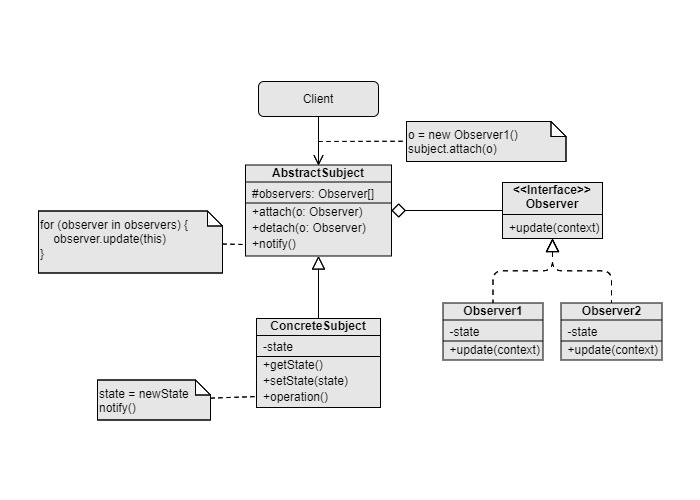 Client
o = new Observer1()
subject.attach(o)
AbstractSubject
#observers: Observer[]
+attach(o: Observer)
+detach(o: Observer)
+notify()
<<Interface>>
Observer
+update(context)
for (observer in observers) {
observer.update(this)
}
Observer1
-state
+update(context)
Observer2
-state
+update(context)
ConcreteSubject
-state
+getState()
+setState(state)
+operation()
state = newState
notify()